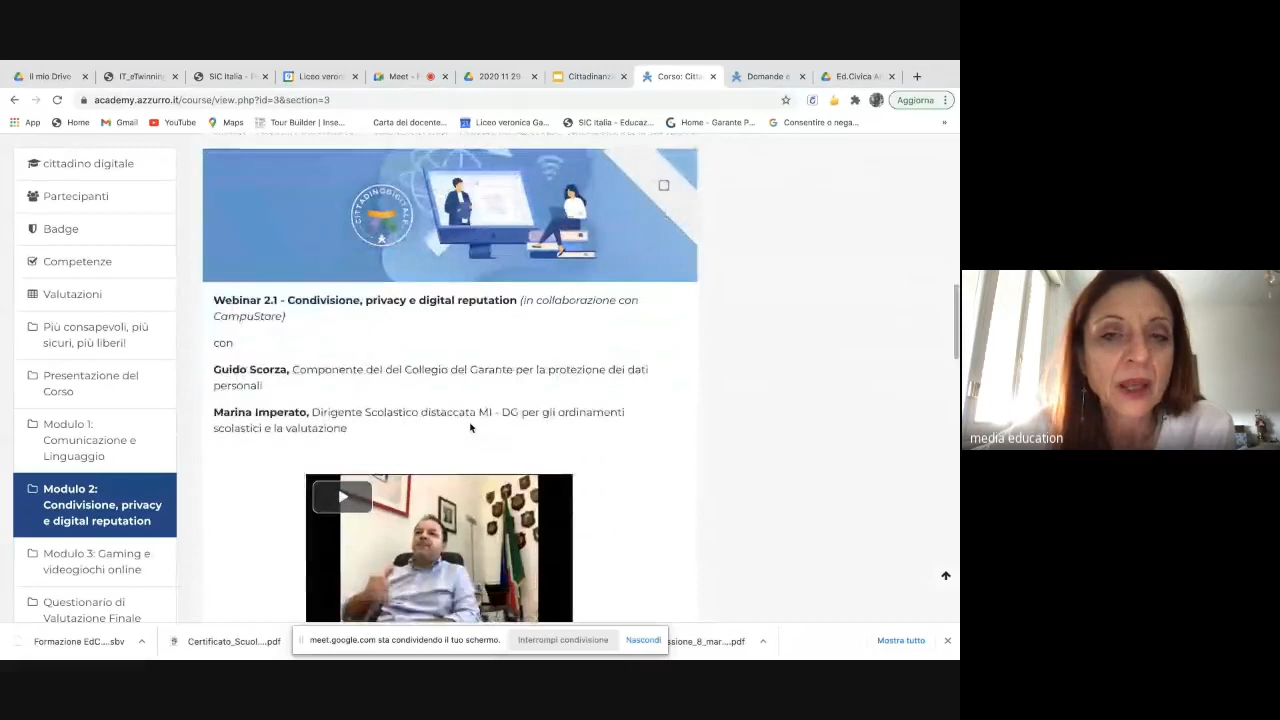 Il mio Drive
IT_eTwinning
SIC Italia - I
Liceo veron
Meet -
2020 11 29
Cittadinanz
Corso: Citta
Domande e
Ed.Civica A
academy.azzurro.it/course/view.php?id=3&section=3
Aggiorna
App
Home
Gmail
YouTube
Maps
Tour Builder | Inse...
Carta del docente...
Liceo veronica Ga...
SIC Italia - Educaz...
Home - Garante P...
Consentire o nega...
»
cittadino digitale
Partecipanti
Badge
Competenze
Valutazioni
Più consapevoli, più
sicuri, più liberi!
Presentazione del
Corso
Modulo 1:
Comunicazione e
Linguaggio
Modulo 2:
Condivisione, privacy
e digital reputation
Modulo 3: Gaming e
videogiochi online
Questionario di
Valutazione Finale
CITTADINO DIGITALE
Webinar 2.1 - Condivisione, privacy e digital reputation (in collaborazione con
CampuStore)
con
Guido Scorza, Componente del del Collegio del Garante per la protezione dei dati
personali
Marina Imperato, Dirigente Scolastico distaccata MI - DG per gli ordinamenti
scolastici e la valutazione
media education
Formazione EdC....sbv
Certificato_Scuol....pdf
meet.google.com sta condividendo il tuo schermo.
Interrompi condivisione
Nascondi
ssione_8_mar....pdf
Mostra tutto